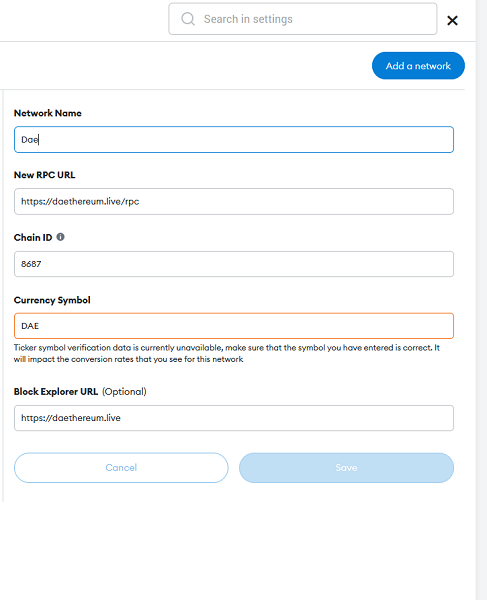 Search in settings
Add a network
Network Name
Dae
New RPC URL
https://daethereum.live/rpc
Chain ID
8687
Currency Symbol
DAE
Ticker symbol verification data is currently unavailable, make sure that the symbol you have entered is correct. It
will impact the conversion rates that you see for this network
Block Explorer URL (Optional)
https://daethereum.live
Cancel
Save